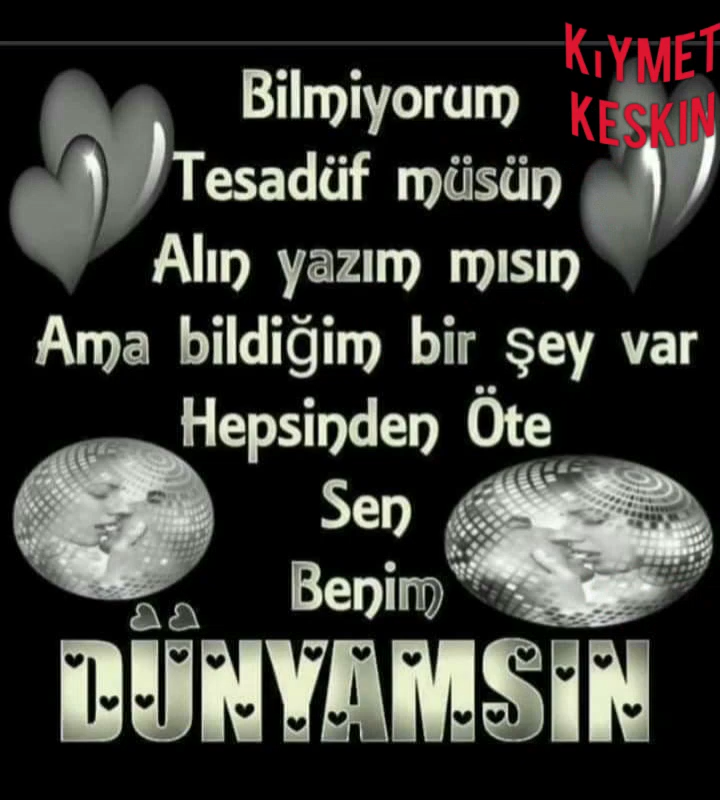 KıYMET
KESKIN
Bilmiyorum
Tesadüf müsün
Alın yazım mısın
Ama bildiğim bir şey var
Hepsinden Öte
Sen
Benim
DÜNYAMSIN